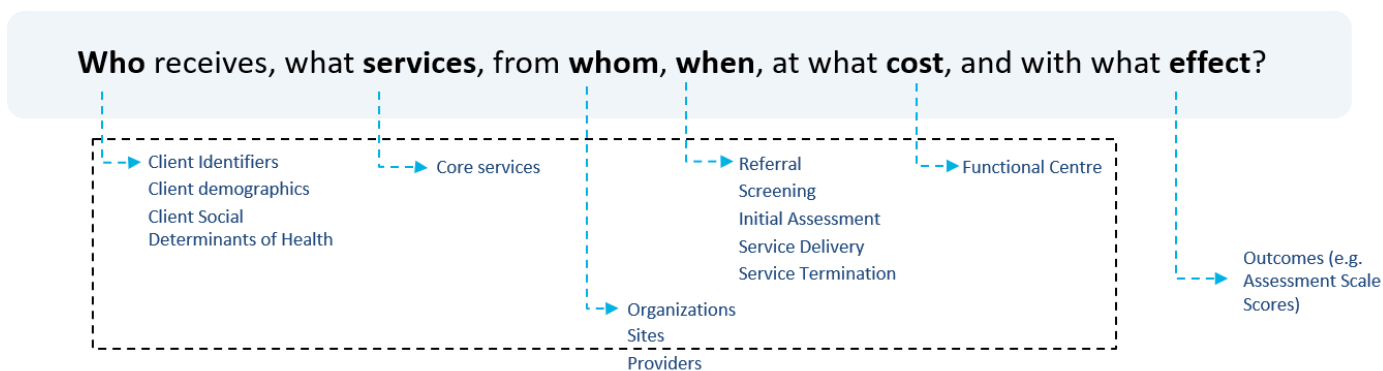 Who receives, what services, from whom, when, at what cost, and with what effect?
Client Identifiers
Client demographics
Client Social
Determinants of Health
Core services
Organizations
Sites
Providers
Referral
Screening
Initial Assessment
Service Delivery
Service Termination
Functional Centre
Outcomes (e.g.
Assessment Scale
Scores)